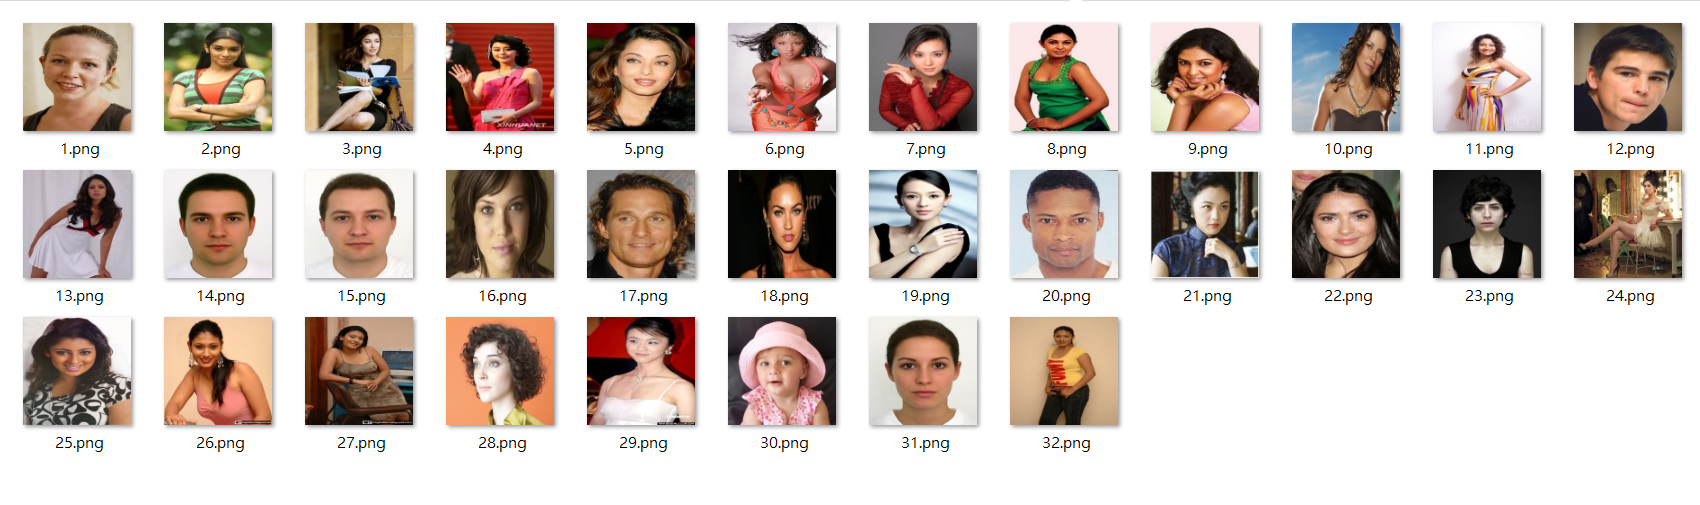 XINHUANET
1.png 2.png 3.png 4.png 5.png 6.png 7.png 8.png 9.png 10.png 11.png 12.png
13.png 14.png 15.png 16.png 17.png 18.png 19.png 20.png 21.png 22.png 23.png 24.png
FUN
25.png 26.png 27.png 28.png 29.png 30.png 31.png 32.png